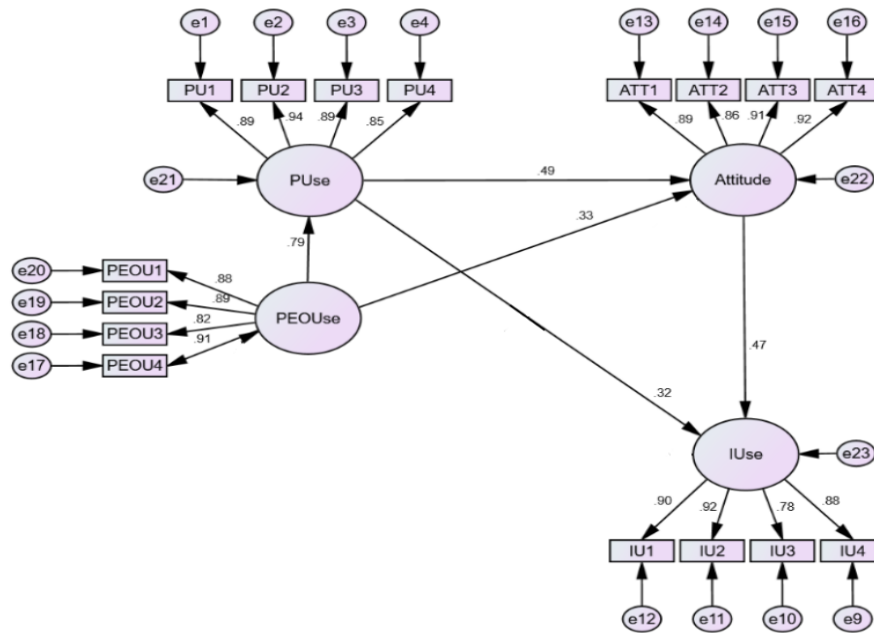 e1 e2 e3 e4
e13 e14 e15 e16
PU1 PU2 PU3 PU4
ATT1 ATT2 ATT3 ATT4
.89 .94 .89 .85
.89 .86 .91 .92
e21 PUse
.49
Attitude e22
.33
.79
e20 PEOU1 .88
e19 PEOU2 .89
PEOUse
e18 PEOU3 .82
e17 PEOU4 .91
.47
.32
IUse e23
.90 .92 .78 .88
IU1 IU2 IU3 IU4
e12 e11 e10 e9